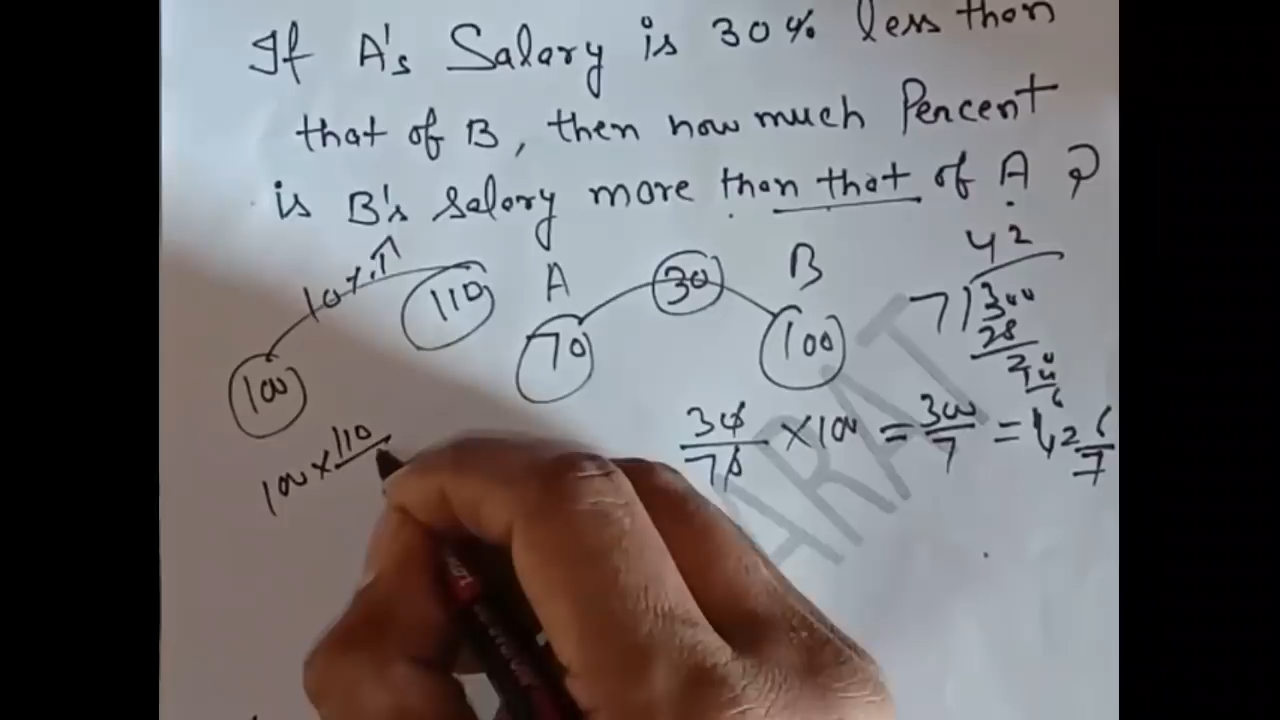 If A's Salary is 30% less than
that of B, then how much Percent
is B's salary more than that of A ?
10% ↑
110
100
100 × 110
A
30
B
70
100
42
7)300
28
20
14
6
30/70 × 100 = 300/7 = 42 6/7
ARAT